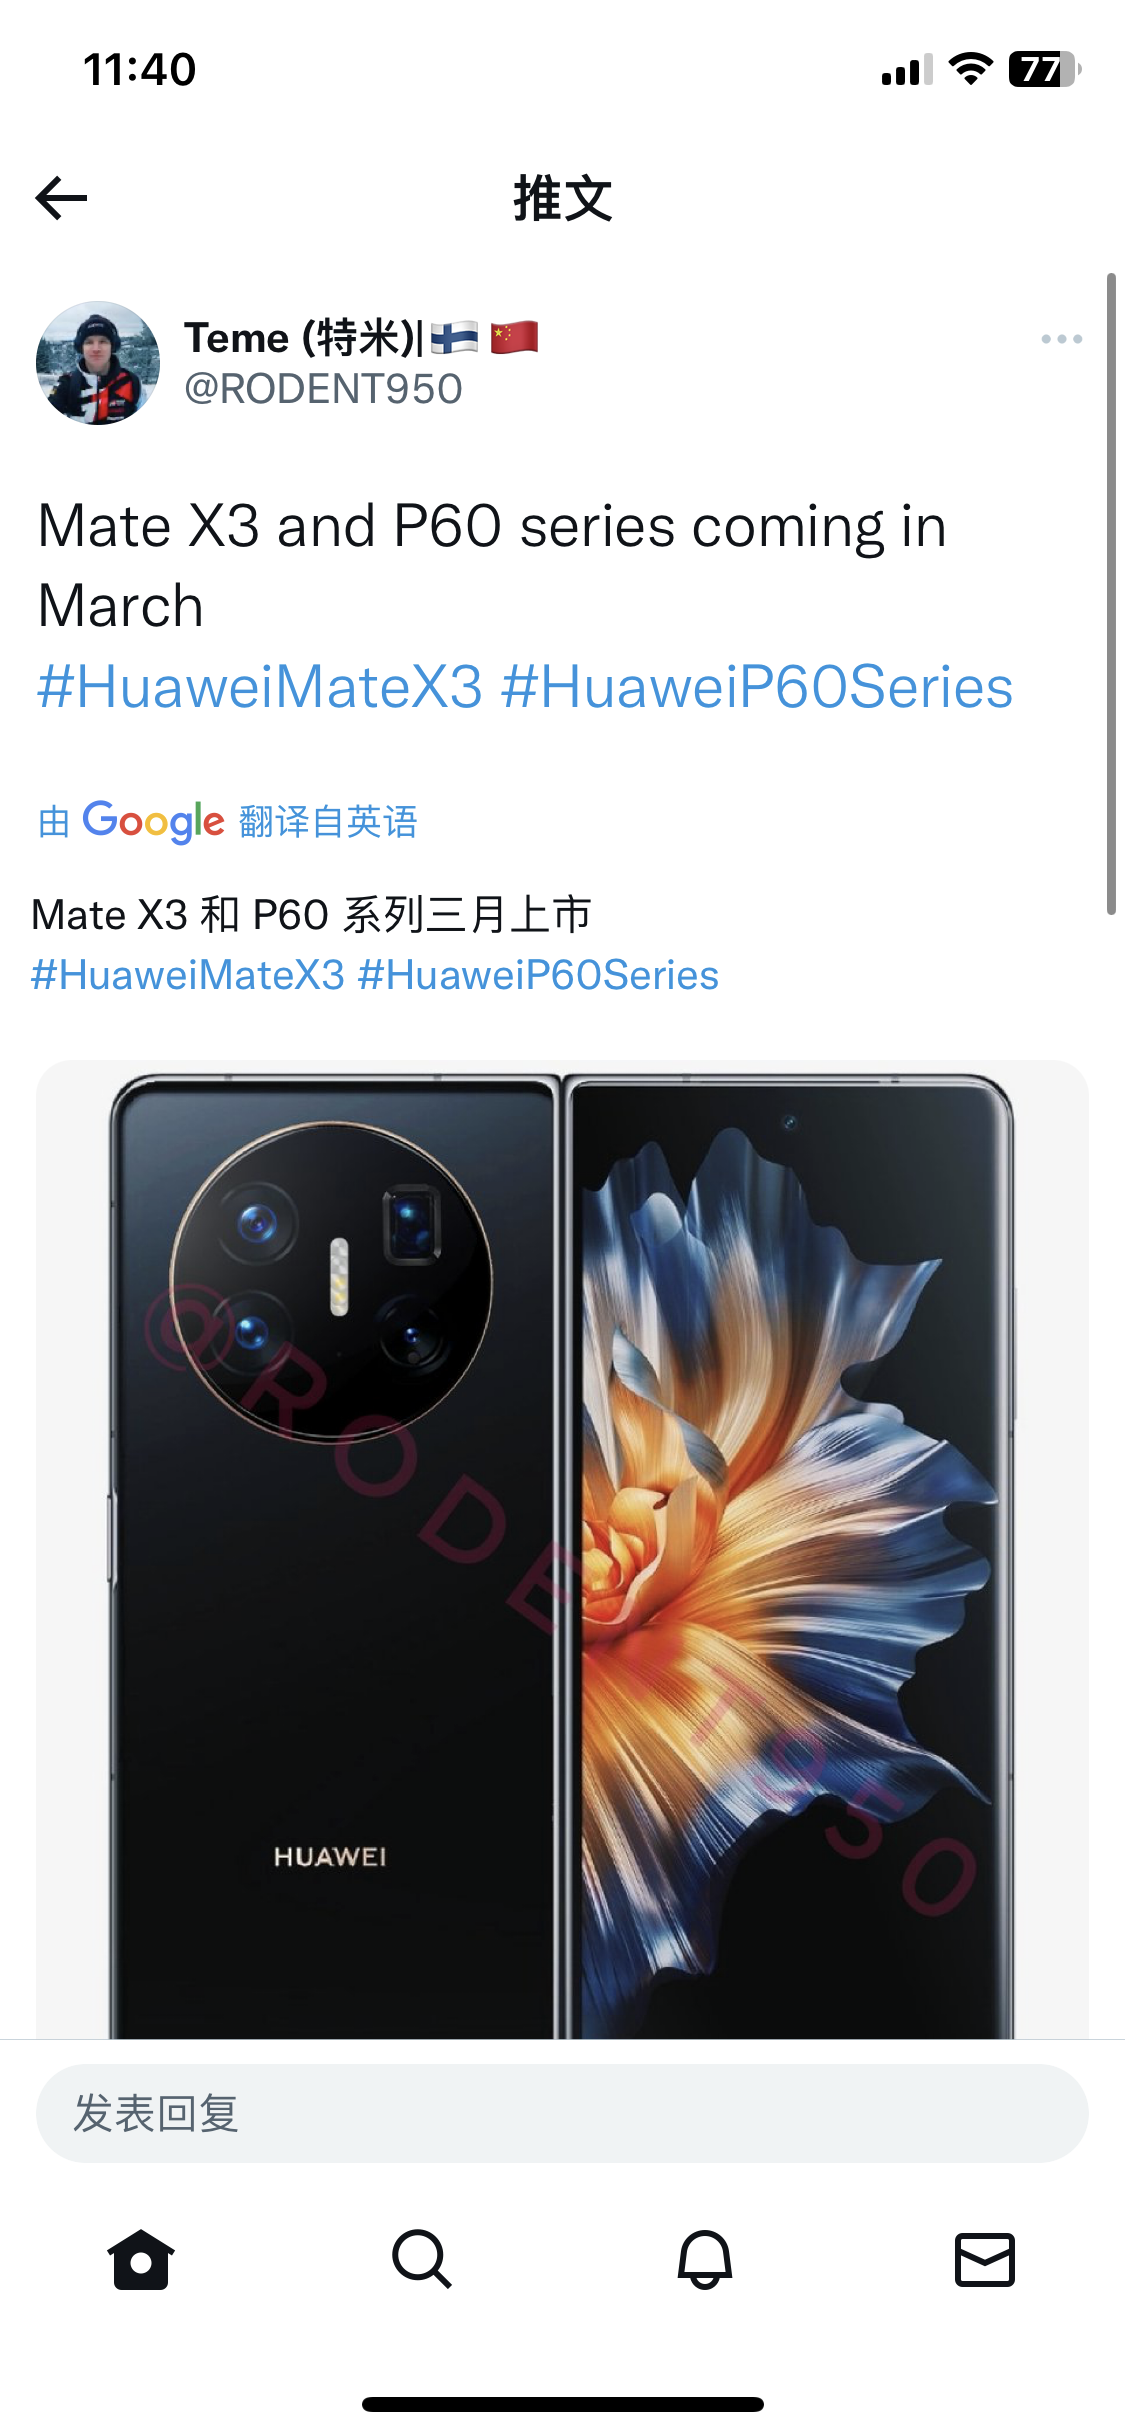 11:40
77
推文
Teme (特米)|🇫🇮 🇨🇳
@RODENT950
Mate X3 and P60 series coming in
March
#HuaweiMateX3 #HuaweiP60Series
由 Google 翻译自英语
Mate X3 和 P60 系列三月上市
#HuaweiMateX3 #HuaweiP60Series
@RODENT950
HUAWEI
发表回复